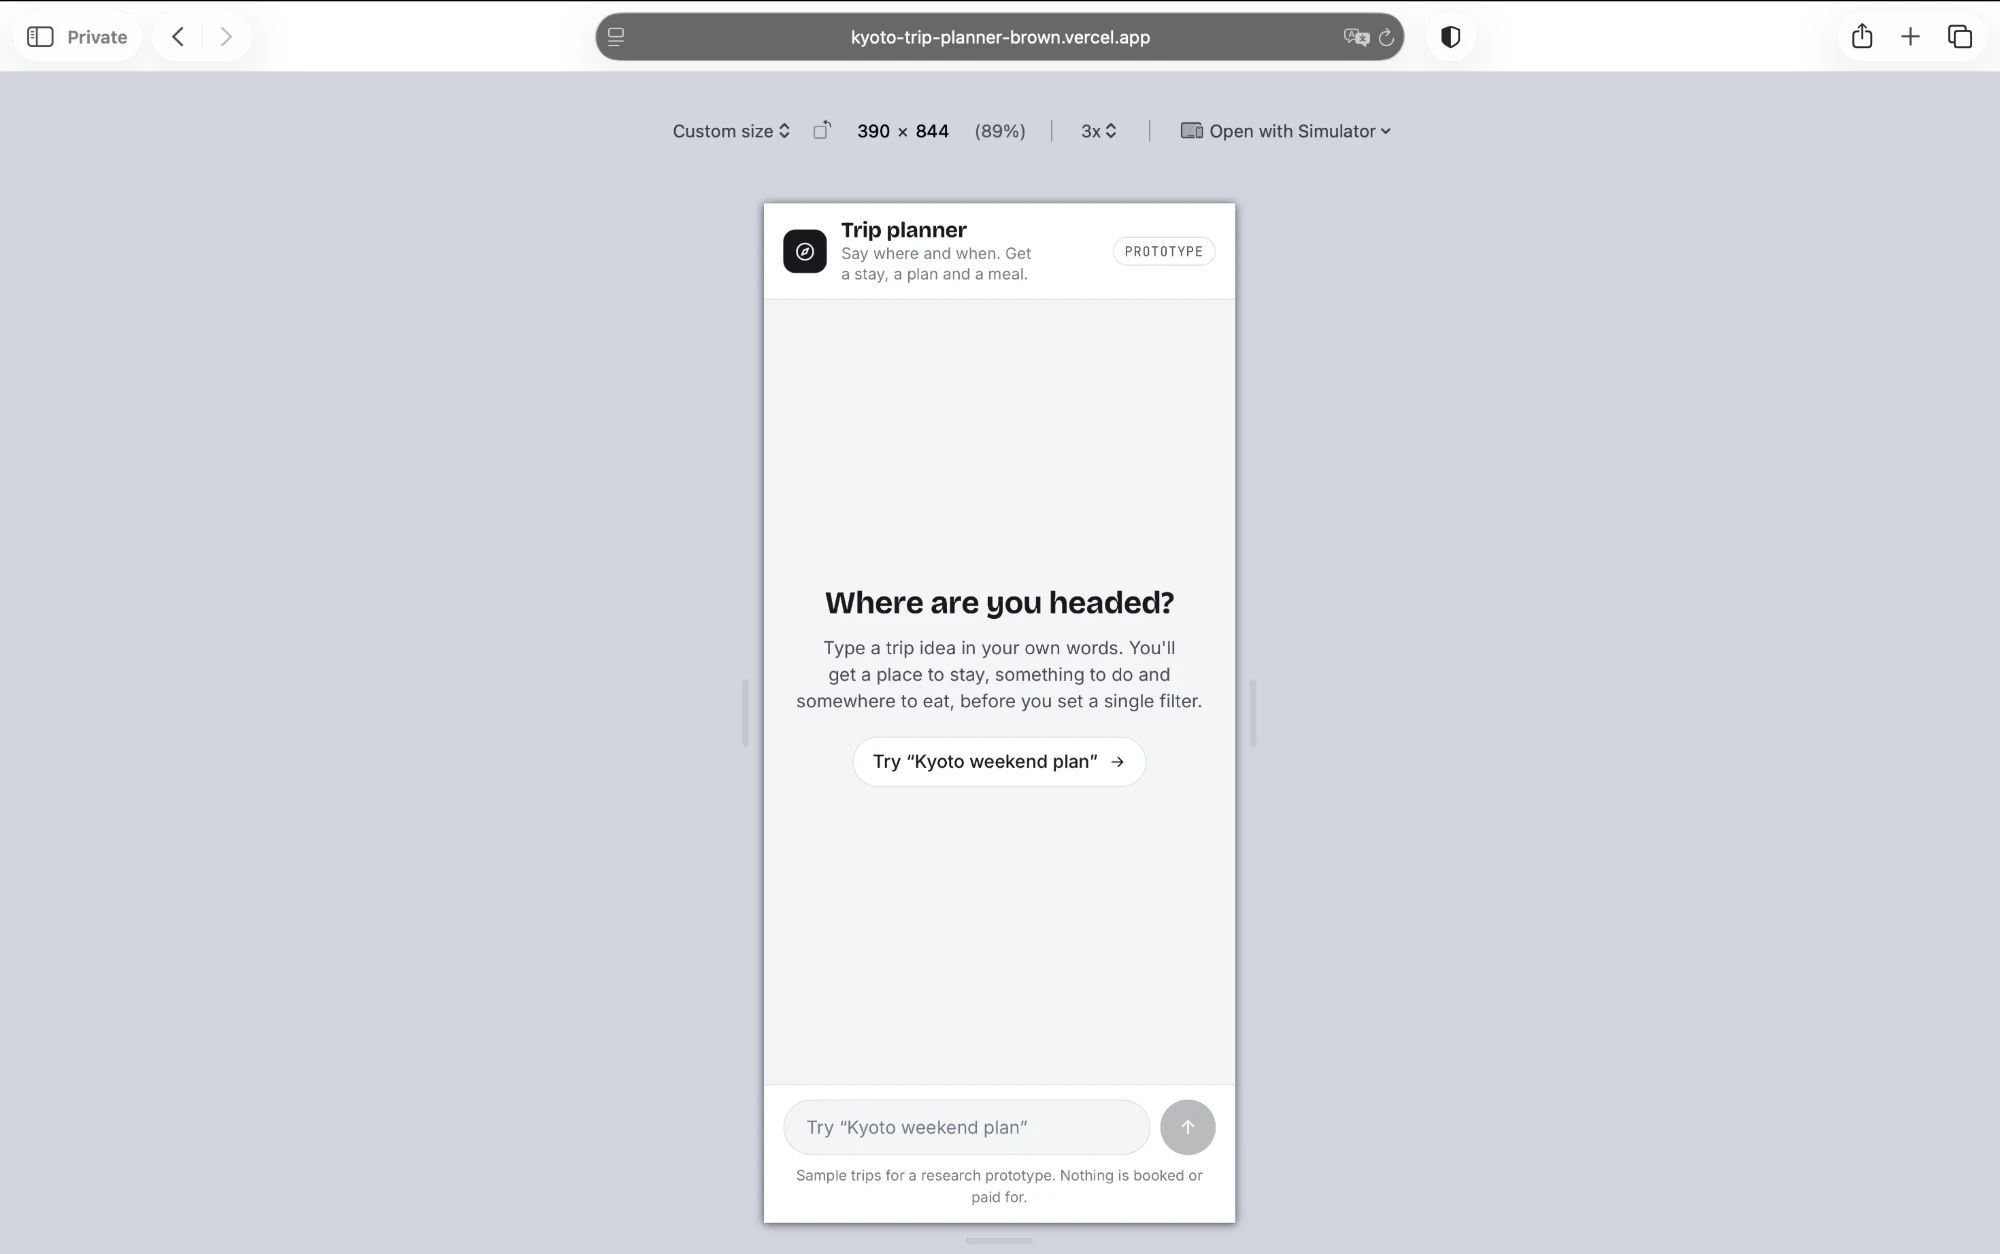 Private
kyoto-trip-planner-brown.vercel.app
Custom size
390 × 844 (89%)
3x
Open with Simulator
Trip planner
Say where and when. Get
a stay, a plan and a meal.
PROTOTYPE
Where are you headed?
Type a trip idea in your own words. You'll
get a place to stay, something to do and
somewhere to eat, before you set a single filter.
Try “Kyoto weekend plan” →
Try “Kyoto weekend plan”
Sample trips for a research prototype. Nothing is booked or
paid for.